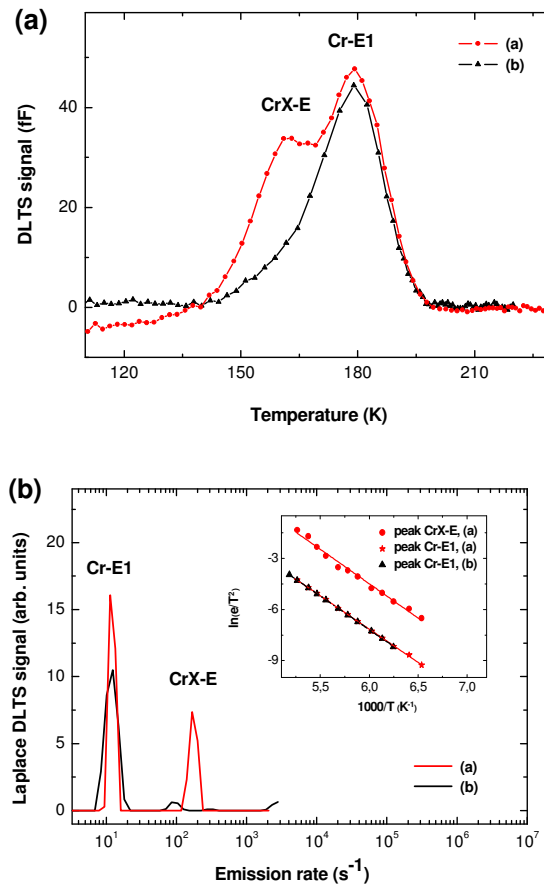 (a)
Cr-E1
CrX-E
(a)
(b)
DLTS signal (fF)
40
20
0
120
150
180
210
Temperature (K)
(b)
Cr-E1
CrX-E
Laplace DLTS signal (arb. units)
20
15
10
5
0
peak CrX-E, (a)
peak Cr-E1, (a)
peak Cr-E1, (b)
ln(e/T²)
-3
-6
-9
5,5
6,0
6,5
7,0
1000/T (K⁻¹)
(a)
(b)
10¹
10²
10³
10⁴
10⁵
10⁶
10⁷
Emission rate (s⁻¹)